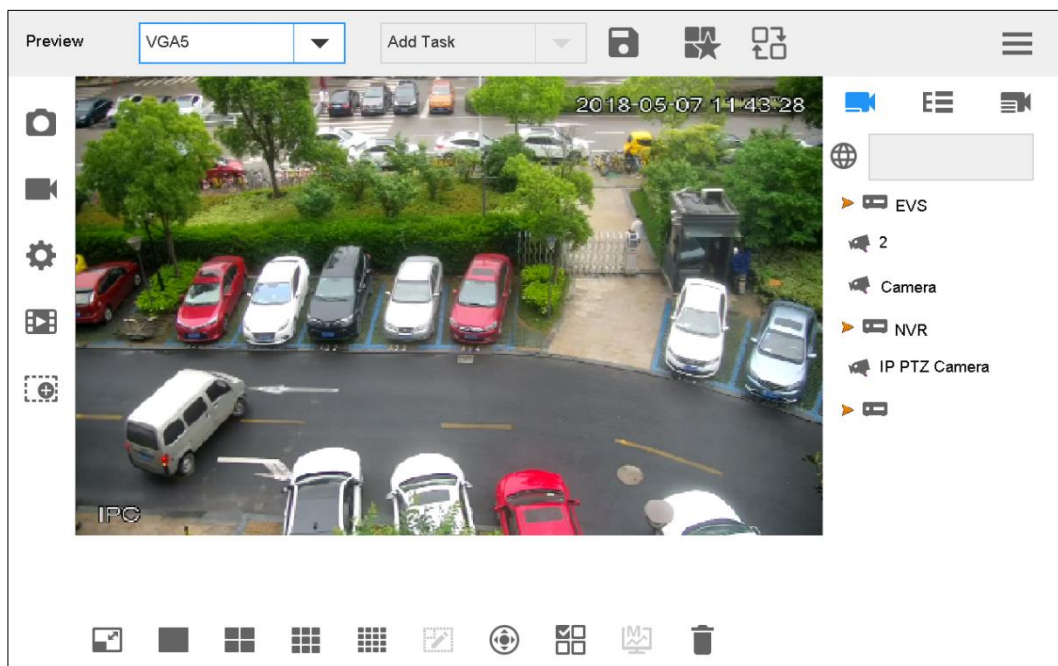 Preview
VGA5
Add Task
2018-05-07 11:43:28
EVS
2
Camera
NVR
IP PTZ Camera
IPC
M